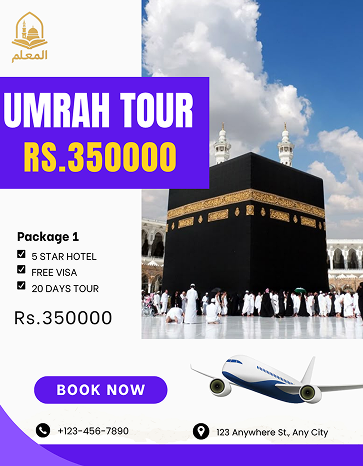 المعلم
UMRAH TOUR
RS.350000
Package 1
5 STAR HOTEL
FREE VISA
20 DAYS TOUR
Rs.350000
BOOK NOW
+123-456-7890
123 Anywhere St., Any City